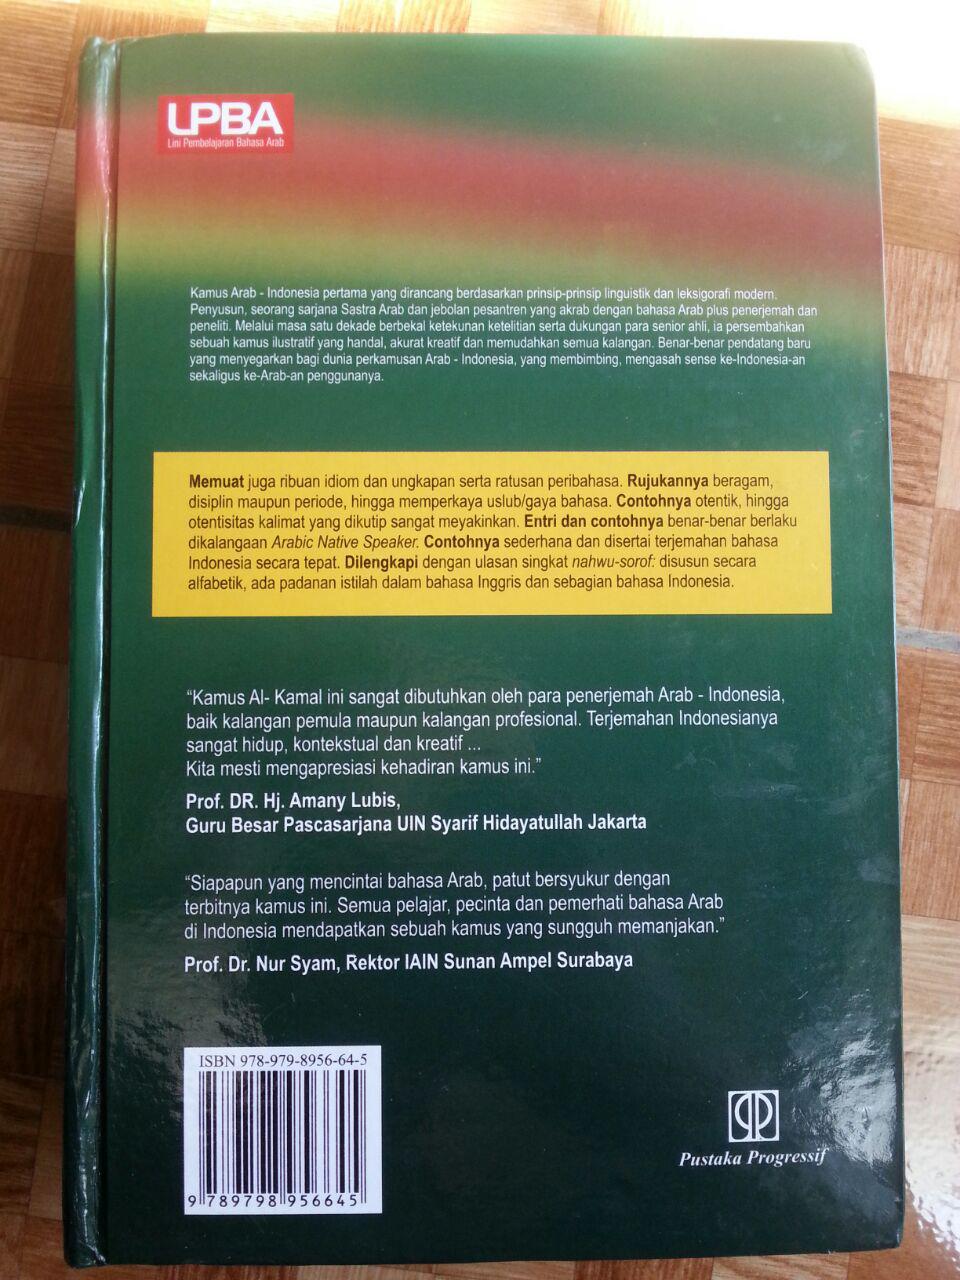 LPBA
Lini Pembelajaran Bahasa Arab
Kamus Arab - Indonesia pertama yang dirancang berdasarkan prinsip-prinsip linguistik dan leksigorafi modern.
Penyusun, seorang sarjana Sastra Arab dan jebolan pesantren yang akrab dengan bahasa Arab plus penerjemah dan
peneliti. Melalui masa satu dekade berbekal ketekunan ketelitian serta dukungan para senior ahli, ia persembahkan
sebuah kamus ilustratif yang handal, akurat kreatif dan memudahkan semua kalangan. Benar-benar pendatang baru
yang menyegarkan bagi dunia perkamusan Arab - Indonesia, yang membimbing, mengasah sense ke-Indonesia-an
sekaligus ke-Arab-an penggunanya.
Memuat juga ribuan idiom dan ungkapan serta ratusan peribahasa. Rujukannya beragam,
disiplin maupun periode, hingga memperkaya uslub/gaya bahasa. Contohnya otentik, hingga
otentisitas kalimat yang dikutip sangat meyakinkan. Entri dan contohnya benar-benar berlaku
dikalangaan Arabic Native Speaker. Contohnya sederhana dan disertai terjemahan bahasa
Indonesia secara tepat. Dilengkapi dengan ulasan singkat nahwu-sorof: disusun secara
alfabetik, ada padanan istilah dalam bahasa Inggris dan sebagian bahasa Indonesia.
“Kamus Al- Kamal ini sangat dibutuhkan oleh para penerjemah Arab - Indonesia,
baik kalangan pemula maupun kalangan profesional. Terjemahan Indonesianya
sangat hidup, kontekstual dan kreatif ...
Kita mesti mengapresiasi kehadiran kamus ini.”
Prof. DR. Hj. Amany Lubis,
Guru Besar Pascasarjana UIN Syarif Hidayatullah Jakarta
“Siapapun yang mencintai bahasa Arab, patut bersyukur dengan
terbitnya kamus ini. Semua pelajar, pecinta dan pemerhati bahasa Arab
di Indonesia mendapatkan sebuah kamus yang sungguh memanjakan.”
Prof. Dr. Nur Syam, Rektor IAIN Sunan Ampel Surabaya
ISBN 978-979-8956-64-5
9 789798 956645
Pustaka Progressif